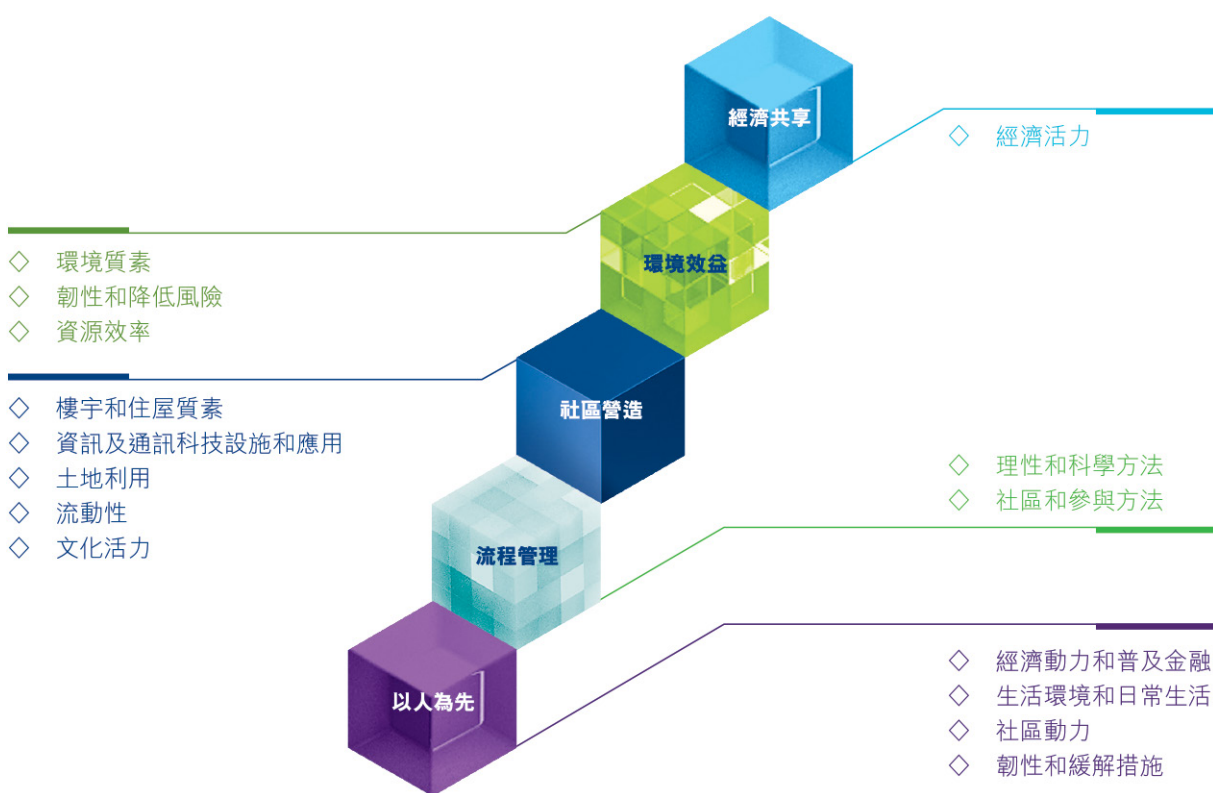 經濟共享
◇ 經濟活力
環境效益
◇ 環境質素
◇ 韌性和降低風險
◇ 資源效率
社區營造
◇ 樓宇和住屋質素
◇ 資訊及通訊科技設施和應用
◇ 土地利用
◇ 流動性
◇ 文化活力
流程管理
◇ 理性和科學方法
◇ 社區和參與方法
以人為先
◇ 經濟動力和普及金融
◇ 生活環境和日常生活
◇ 社區動力
◇ 韌性和緩解措施